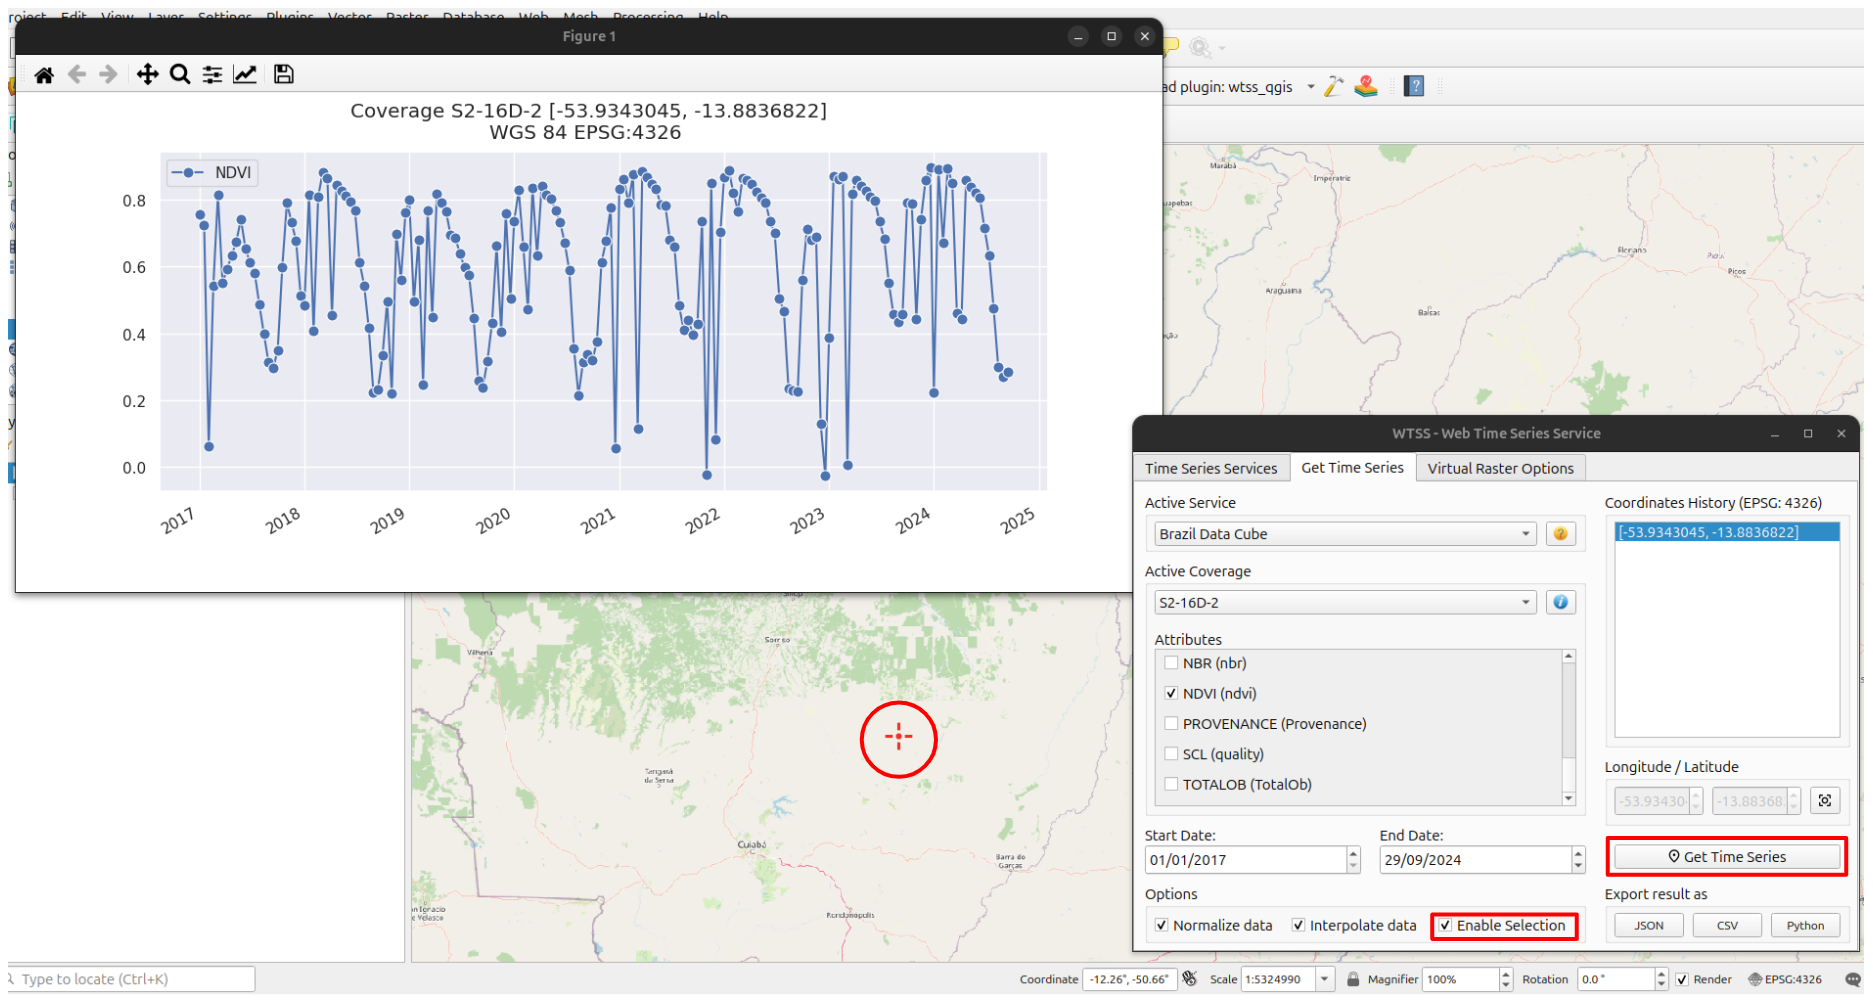 roject Edit View Layer Settings Plugins Vector Raster Database Web Mesh Processing Help
Figure 1
ad plugin: wtss_qgis
Coverage S2-16D-2 [-53.9343045, -13.8836822]
WGS 84 EPSG:4326
NDVI
0.8
0.6
0.4
0.2
0.0
2017 2018 2019 2020 2021 2022 2023 2024 2025
Marabá
Imperatriz
Floriano
Picos
Araguaína
Balsas
Sorriso
Vilhena
Tangará
da Serra
Cuiabá
Barra do
Garças
Rondonópolis
WTSS - Web Time Series Service
Time Series Services Get Time Series Virtual Raster Options
Active Service
Brazil Data Cube
Active Coverage
S2-16D-2
Attributes
NBR (nbr)
NDVI (ndvi)
PROVENANCE (Provenance)
SCL (quality)
TOTALOB (TotalOb)
Start Date: End Date:
01/01/2017 29/09/2024
Options
Normalize data Interpolate data Enable Selection
Coordinates History (EPSG: 4326)
[-53.9343045, -13.8836822]
Longitude / Latitude
-53.93430 -13.88368
Get Time Series
Export result as
JSON CSV Python
Type to locate (Ctrl+K)
Coordinate -12.26°, -50.66° Scale 1:5324990 Magnifier 100% Rotation 0.0 ° Render EPSG:4326